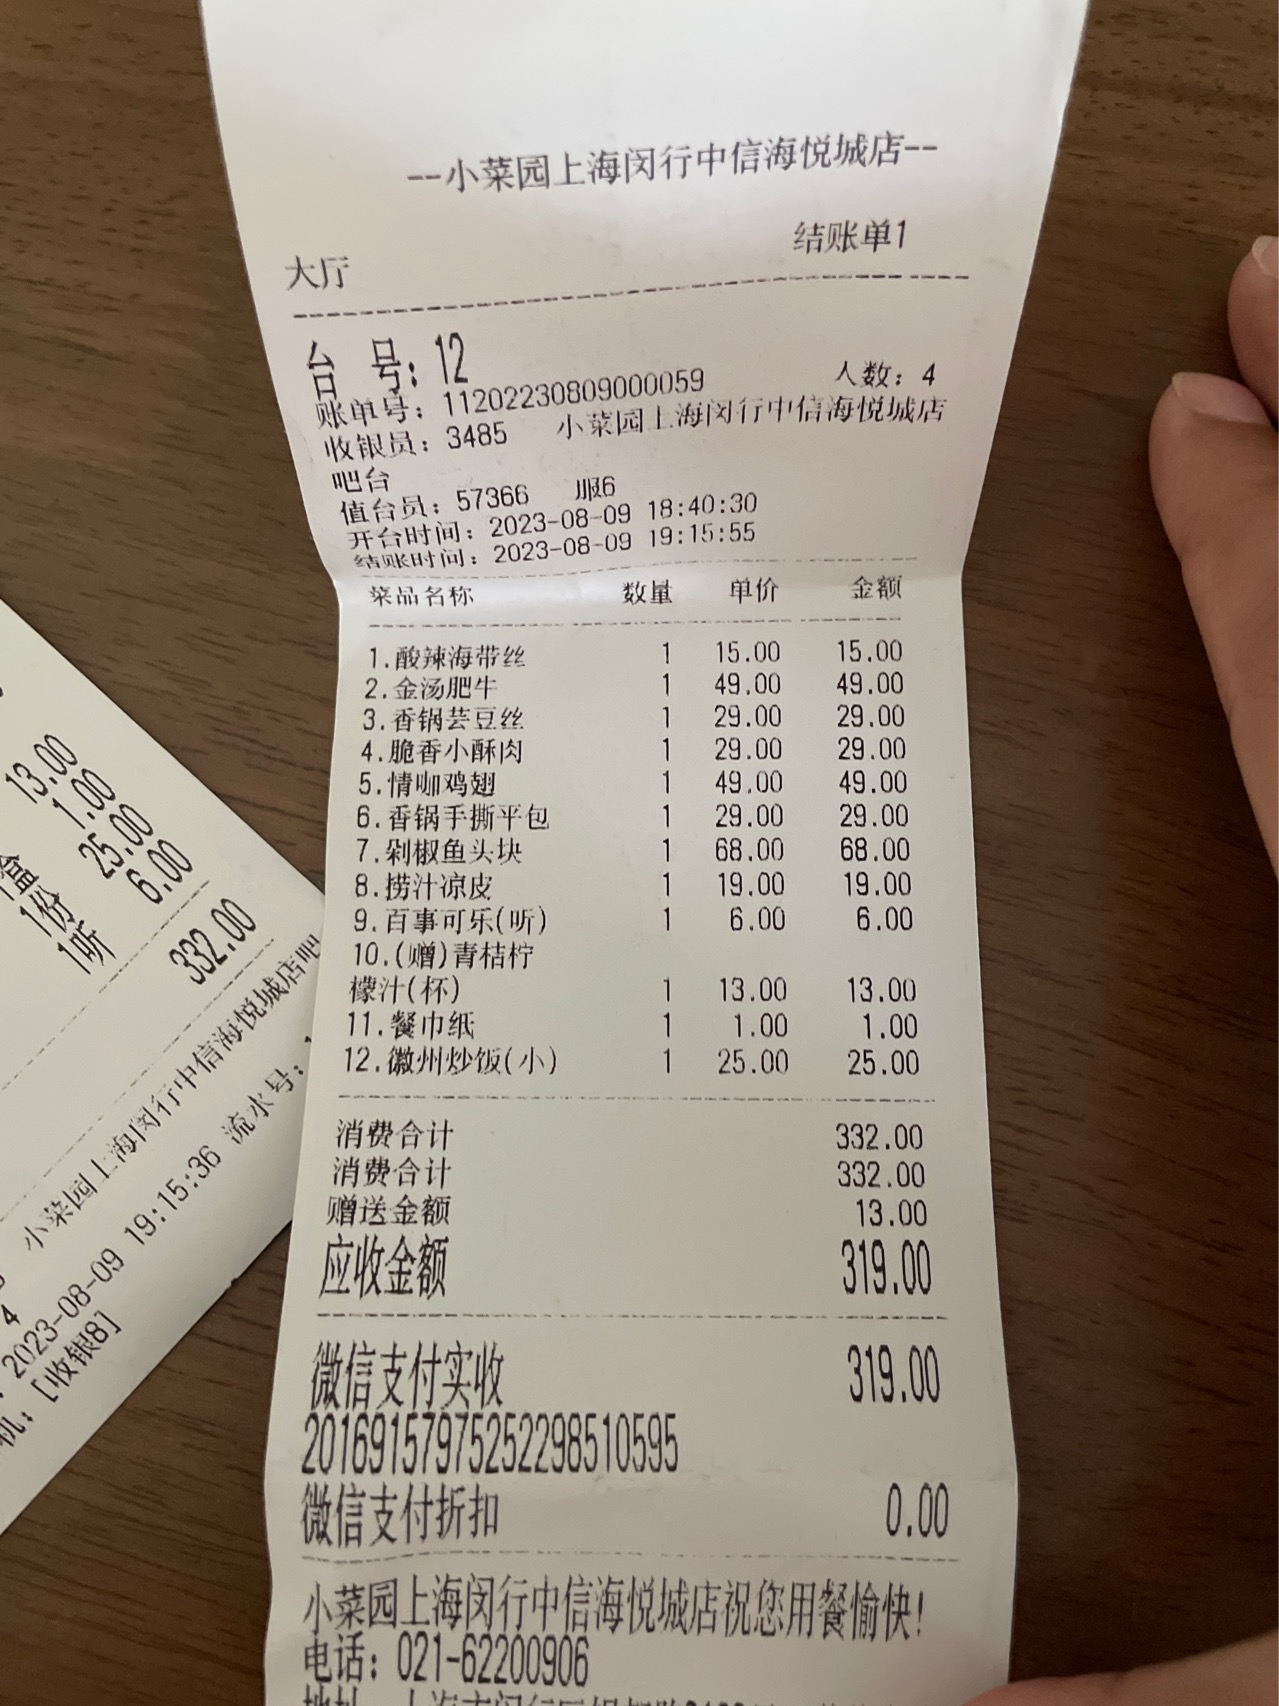 --小菜园上海闵行中信海悦城店--
结账单1
大厅
台 号: 12
账单号: 11202230809000059 人数: 4
收银员: 3485 小菜园上海闵行中信海悦城店
吧台
值台员: 57366 服6
开台时间: 2023-08-09 18:40:30
结账时间: 2023-08-09 19:15:55
菜品名称 数量 单价 金额
1.酸辣海带丝 1 15.00 15.00
2.金汤肥牛 1 49.00 49.00
3.香锅芸豆丝 1 29.00 29.00
4.脆香小酥肉 1 29.00 29.00
5.情咖鸡翅 1 49.00 49.00
6.香锅手撕平包 1 29.00 29.00
7.剁椒鱼头块 1 68.00 68.00
8.捞汁凉皮 1 19.00 19.00
9.百事可乐(听) 1 6.00 6.00
10.(赠)青桔柠
檬汁(杯) 1 13.00 13.00
11.餐巾纸 1 1.00 1.00
12.徽州炒饭(小) 1 25.00 25.00
消费合计 332.00
消费合计 332.00
赠送金额 13.00
应收金额 319.00
微信支付实收 319.00
201691579752522298510595
微信支付折扣 0.00
小菜园上海闵行中信海悦城店祝您用餐愉快!
电话: 021-62200906
13.00
1.00
盒 25.00
1份 6.00
1听
332.00
小菜园上海闵行中信海悦城店吧
4
2023-08-09 19:15:36 流水号:
机: [收银8]